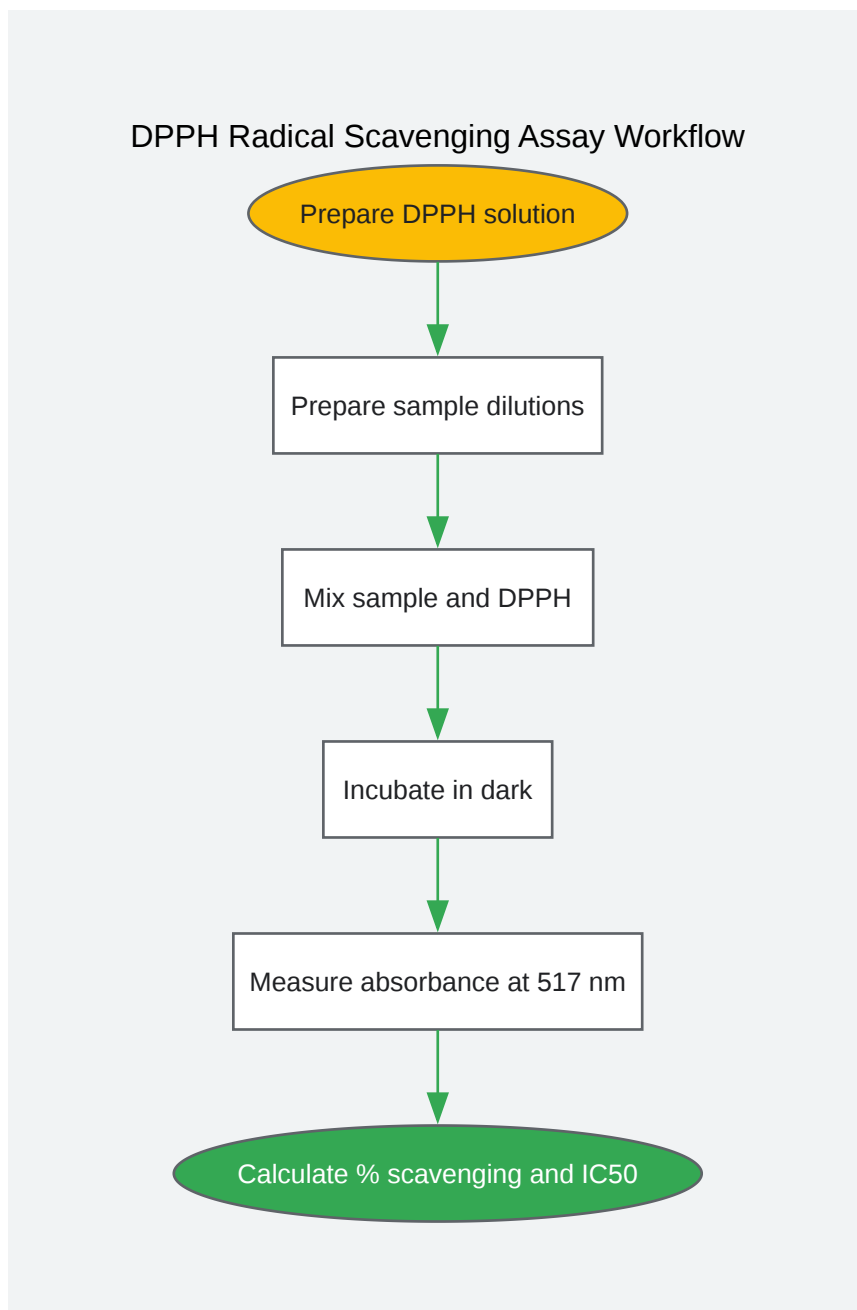 DPPH Radical Scavenging Assay Workflow
Prepare DPPH solution
Prepare sample dilutions
Mix sample and DPPH
Incubate in dark
Measure absorbance at 517 nm
Calculate % scavenging and IC50